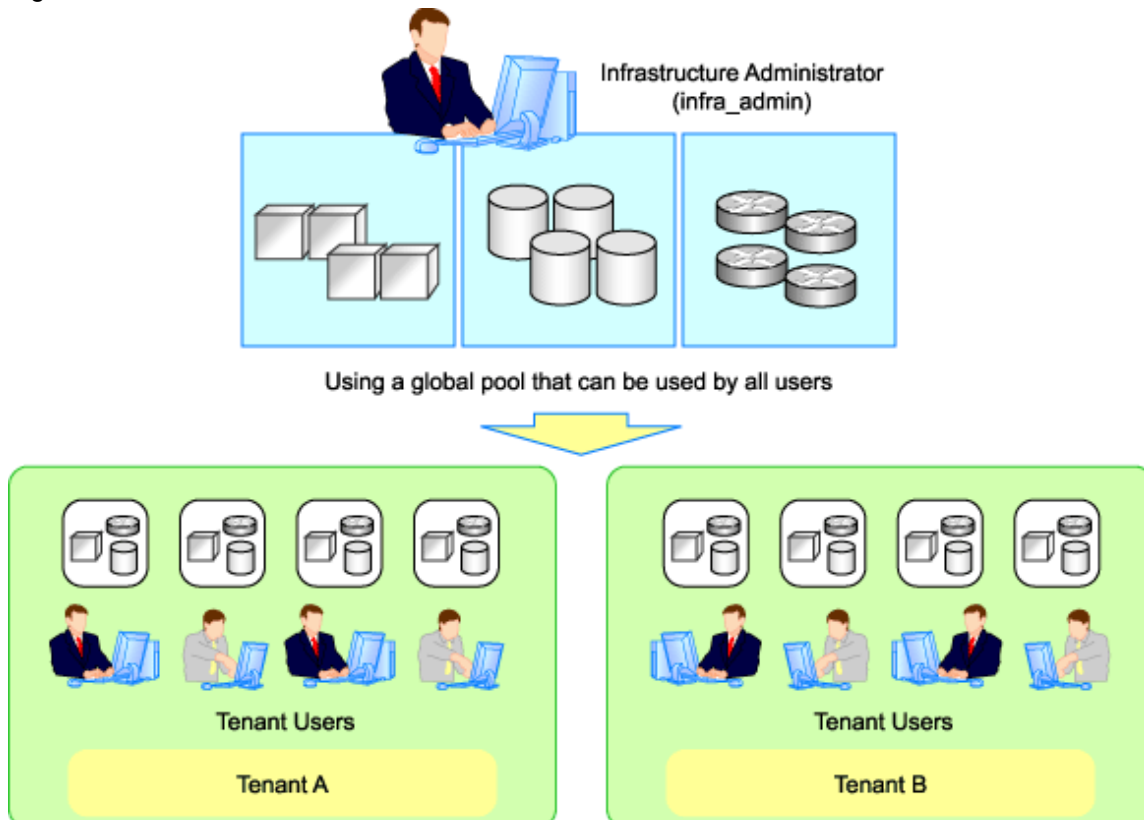 Infrastructure Administrator
(infra_admin)
Using a global pool that can be used by all users
Tenant Users
Tenant A
Tenant Users
Tenant B